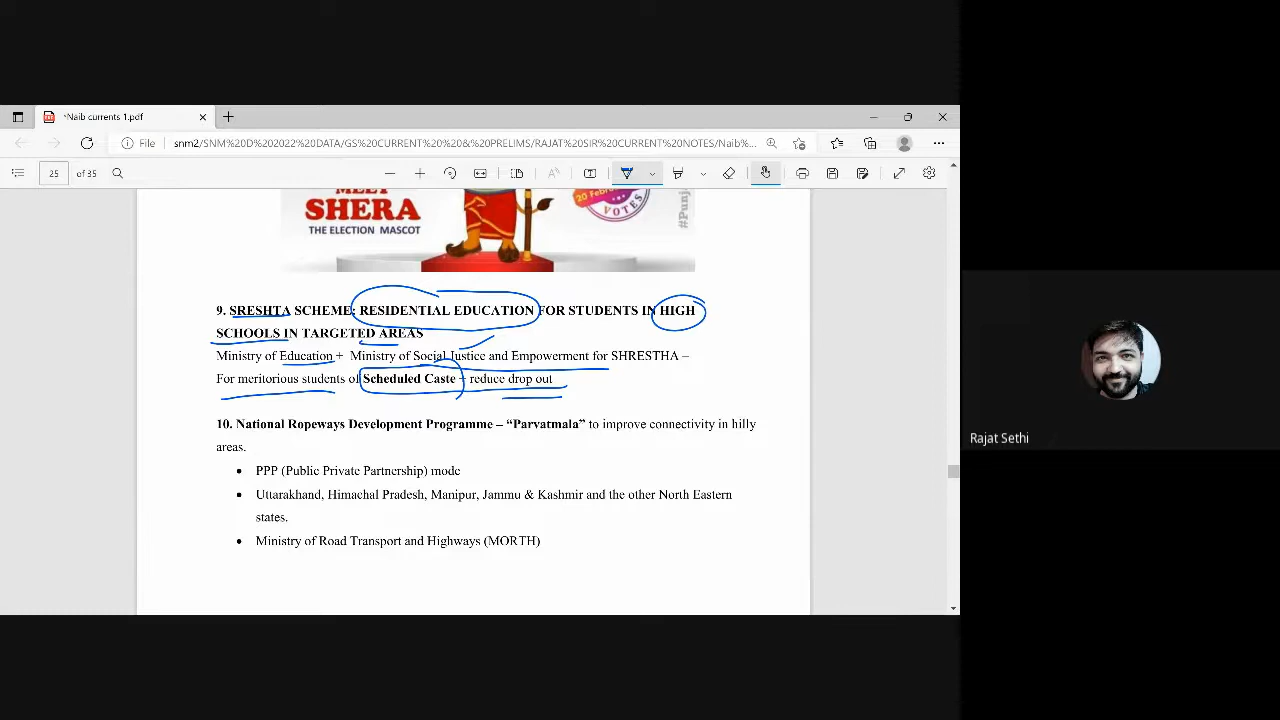 *Naib currents 1.pdf
File
snm2/SNM%20D%202022%20DATA/GS%20CURRENT%20%20&%20PRELIMS/RAJAT%20SIR%20CURRENT%20NOTES/Naib%...
25 of 35
MEET
SHERA
THE ELECTION MASCOT
VOTES
#Punj
9. SRESHTA SCHEME: RESIDENTIAL EDUCATION FOR STUDENTS IN HIGH
SCHOOLS IN TARGETED AREAS
Ministry of Education + Ministry of Social Justice and Empowerment for SHRESTHA –
For meritorious students of Scheduled Caste + reduce drop out
10. National Ropeways Development Programme – “Parvatmala” to improve connectivity in hilly
areas.
• PPP (Public Private Partnership) mode
• Uttarakhand, Himachal Pradesh, Manipur, Jammu & Kashmir and the other North Eastern
states.
• Ministry of Road Transport and Highways (MORTH)
Rajat Sethi